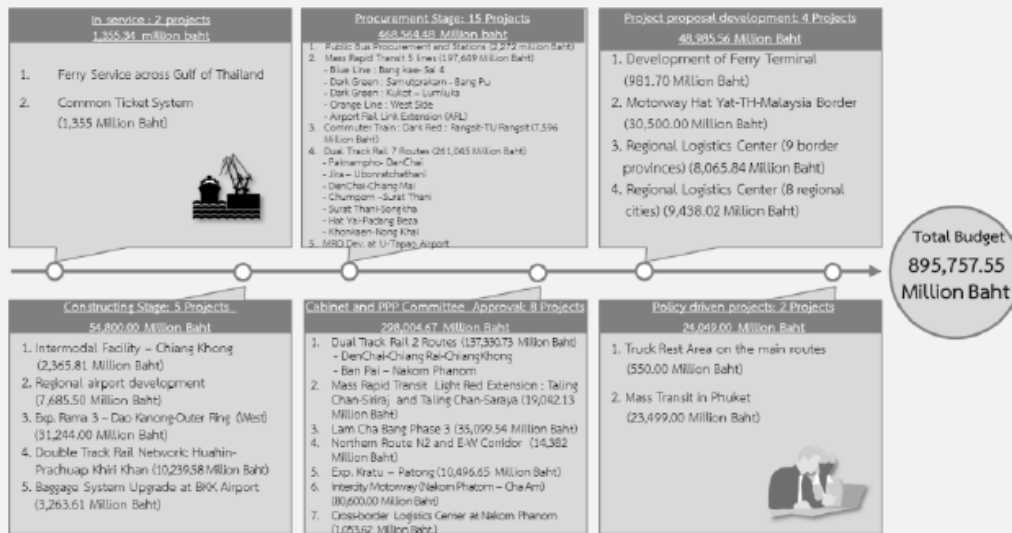 In service : 2 projects
1,355.34 million baht
1. Ferry Service across Gulf of Thailand
2. Common Ticket System
(1,355 Million Baht)
Procurement Stage: 15 Projects
468,564.48 Million baht
1. Public Bus Procurement and Stations (2,272 million Baht)
2. Mass Rapid Transit 5 lines (197,649 Million Baht)
- Blue Line : Bang kae- Sai 4
- Dark Green : Samutprakarn - Bang Pu
- Dark Green : Kukot – Lumluka
- Orange Line : West Side
- Airport Rail Link Extension (ARL)
3. Commuter Train : Dark Red : Rangsit-TU Rangsit (7,596
Million Baht)
4. Dual Track Rail 7 Routes (261,045 Million Baht)
- Paknampho- DenChai
- Jira – Ubonratchathani
- DenChai-Chiang Mai
- Chumporn –Surat Thani
- Surat Thani-Songkha
- Hat Yai-Padang Beza
- Khonkaen-Nong Khai
5. MRO Dev. at U-Tapao Airport
Project proposal development: 4 Projects
48,985.56 Million Baht
1. Development of Ferry Terminal
(981.70 Million Baht)
2. Motorway Hat Yat-TH-Malaysia Border
(30,500.00 Million Baht)
3. Regional Logistics Center (9 border
provinces) (8,065.84 Million Baht)
4. Regional Logistics Center (8 regional
cities) (9,438.02 Million Baht)
Total Budget
895,757.55
Million Baht
Constructing Stage: 5 Projects
54,800.00 Million Baht
1. Intermodal Facility – Chiang Khong
(2,365.81 Million Baht)
2. Regional airport development
(7,685.50 Million Baht)
3. Exp. Rama 3 – Dao Kanong-Outer Ring (West)
(31,244.00 Million Baht)
4. Double Track Rail Network: Huahin-
Prachuap Khiri Khan (10,239.58 Million Baht)
5. Baggage System Upgrade at BKK Airport
(3,263.61 Million Baht)
Cabinet and PPP Committee Approval: 8 Projects
298,004.67 Million Baht
1. Dual Track Rail 2 Routes (137,330.73 Million Baht)
- DenChai-Chiang Rai-ChiangKhong
- Ban Pai – Nakom Phanom
2. Mass Rapid Transit Light Red Extension : Taling
Chan-Siriraj and Taling Chan-Saraya (19,042.13
Million Baht)
3. Lam Cha Bang Phase 3 (35,099.54 Million Baht)
4. Northern Route N2 and E-W Corridor (14,382
Million Baht)
5. Exp. Kratu – Patong (10,496.65 Million Baht)
6. Intercity Motorway (Nakorn Phatom – Cha Am)
(80,600.00 Million Baht)
7. Cross-border Logistics Center at Nakorn Phanom
(1,053.62 Million Baht)
Policy driven projects: 2 Projects
24,049.00 Million Baht
1. Truck Rest Area on the main routes
(550.00 Million Baht)
2. Mass Transit in Phuket
(23,499.00 Million Baht)